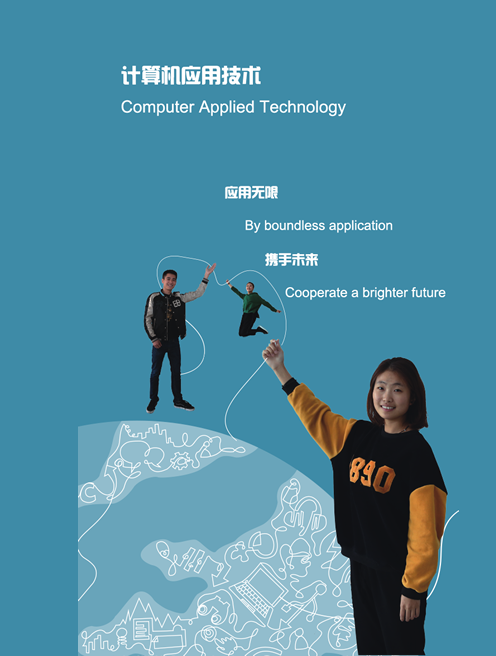 计算机应用技术
Computer Applied Technology
应用无限
By boundless application
携手未来
Cooperate a brighter future
890